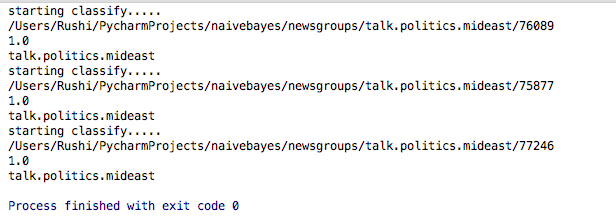 starting classify.....
/Users/Rushi/PycharmProjects/naivebayes/newsgroups/talk.politics.mideast/76089
1.0
talk.politics.mideast
starting classify.....
/Users/Rushi/PycharmProjects/naivebayes/newsgroups/talk.politics.mideast/75877
1.0
talk.politics.mideast
starting classify.....
/Users/Rushi/PycharmProjects/naivebayes/newsgroups/talk.politics.mideast/77246
1.0
talk.politics.mideast
Process finished with exit code 0